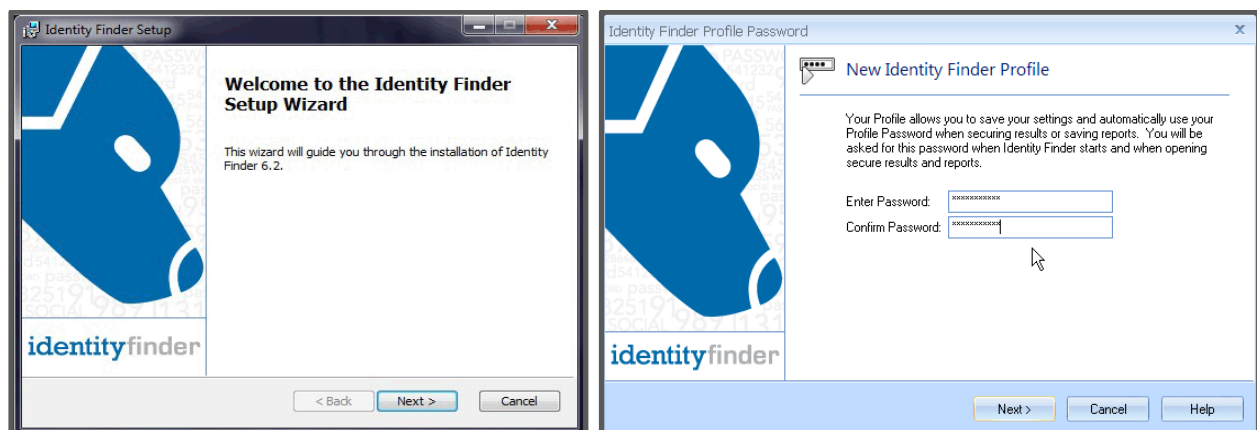 Identity Finder Setup
Welcome to the Identity Finder
Setup Wizard
This wizard will guide you through the installation of Identity
Finder 6.2.
identityfinder
< Back
Next >
Cancel
Identity Finder Profile Password
New Identity Finder Profile
Your Profile allows you to save your settings and automatically use your
Profile Password when securing results or saving reports. You will be
asked for this password when Identity Finder starts and when opening
secure results and reports.
Enter Password: ***********
Confirm Password: ***********
identityfinder
Next >
Cancel
Help